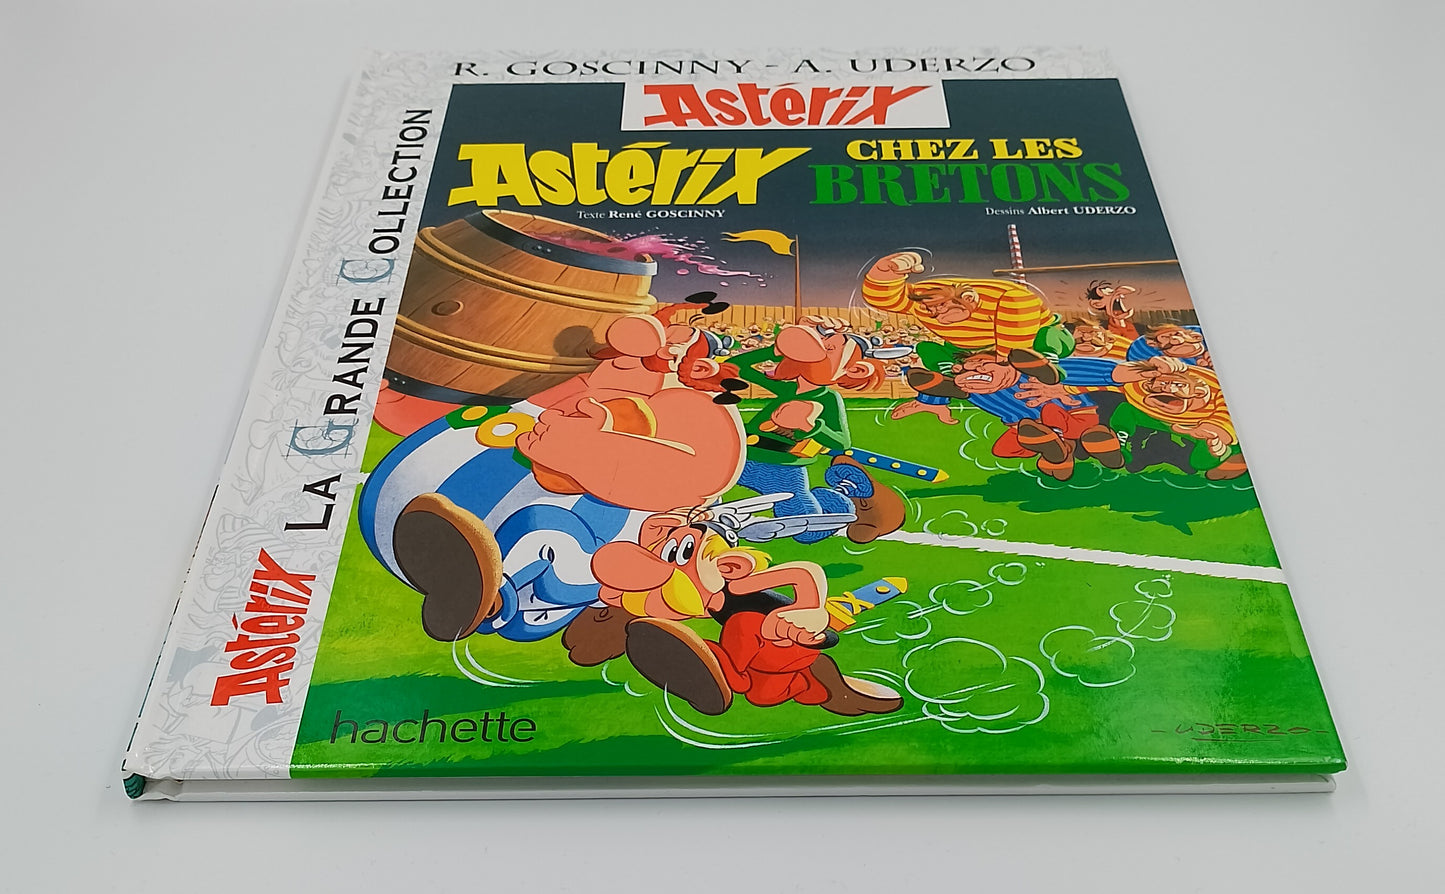 R. GOSCINNY - A. UDERZO
Astérix
Astérix CHEZ LES BRETONS
Texte René GOSCINNY
Dessins Albert UDERZO
Astérix LA GRANDE COLLECTION
hachette
- UDERZO -